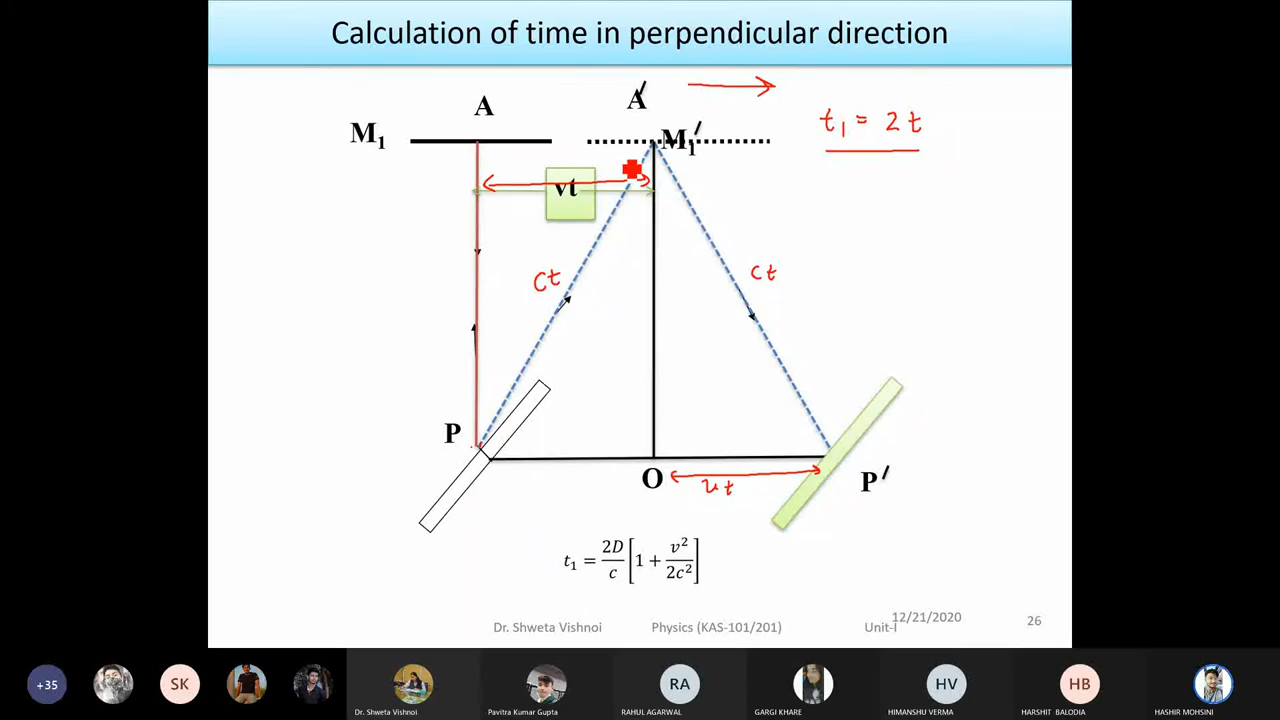 Calculation of time in perpendicular direction
A
A′
M1
M1′
t1 = 2t
vt
ct
ct
P
O
vt
P′
t1 = 2D/c [1 + v²/2c²]
Dr. Shweta Vishnoi Physics (KAS-101/201) Unit-I 12/21/2020 26
+35
SK
RA
HV
HB
Dr. Shweta Vishnoi
Pavitra Kumar Gupta
RAHUL AGARWAL
GARGI KHARE
HIMANSHU VERMA
HARSHIT BALODIA
HASHIR MOHSINI